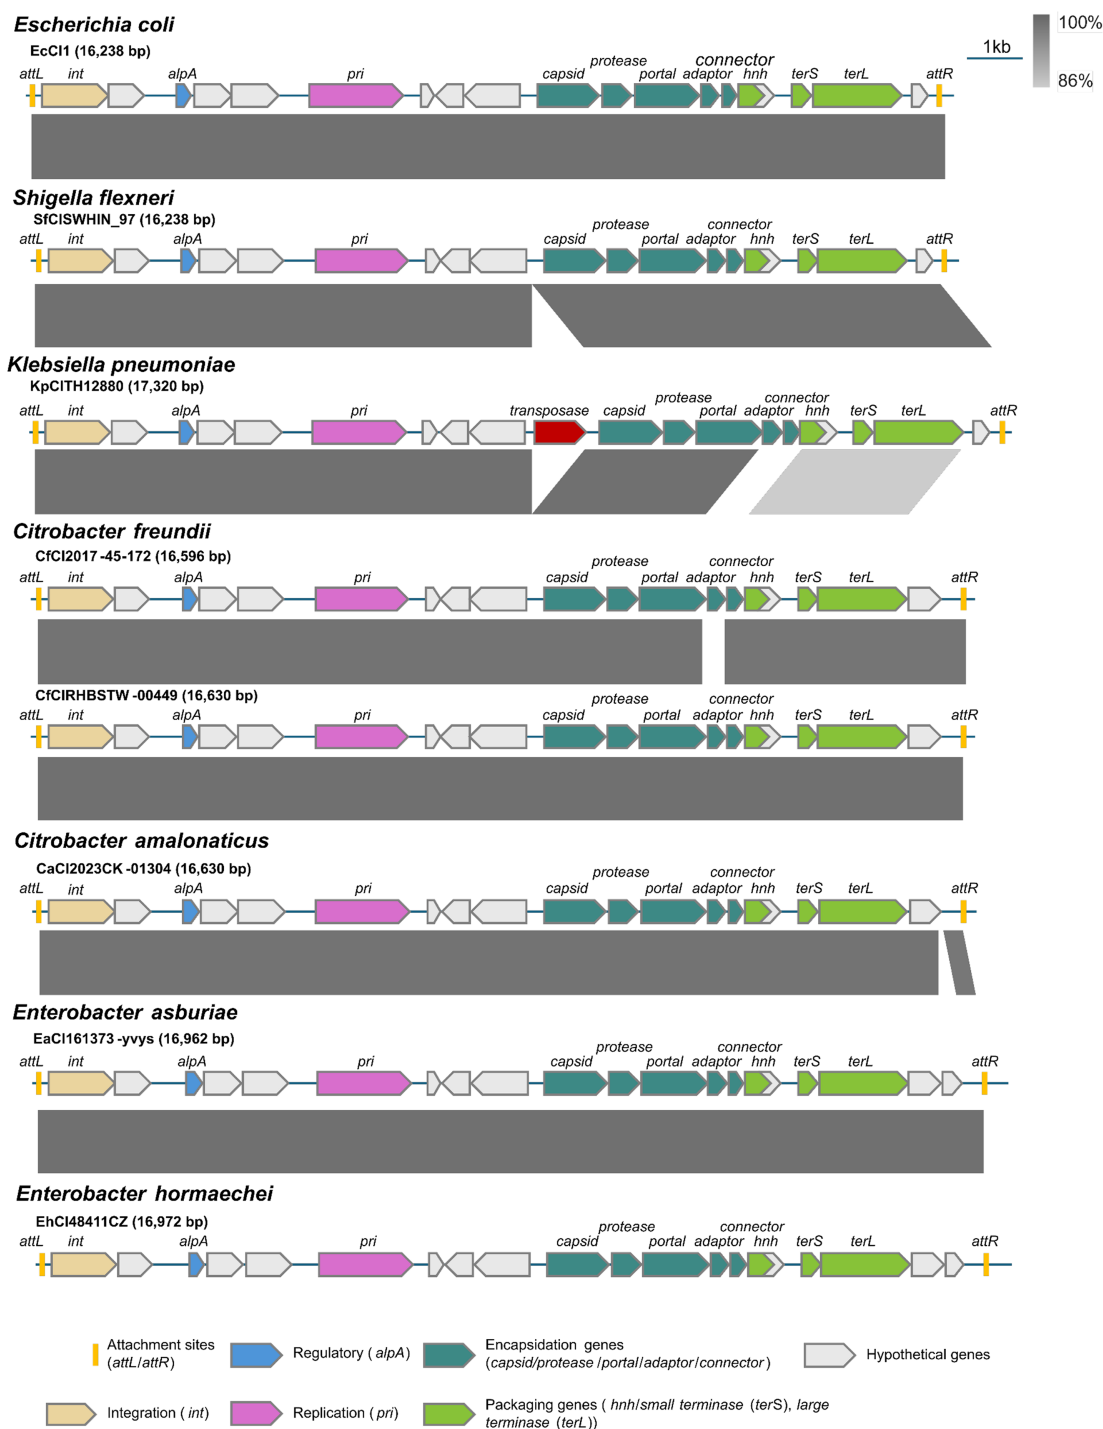 Escherichia coli
EcCI1 (16,238 bp)
1kb
100%
86%
connector
protease
attL int alpA pri capsid portal adaptor hnh terS terL attR
Shigella flexneri
SfCISWHIN_97 (16,238 bp)
protease connector
attL int alpA pri capsid portal adaptor hnh terS terL attR
Klebsiella pneumoniae
KpCITH12880 (17,320 bp)
protease connector
attL int alpA pri transposase capsid portal adaptor hnh terS terL attR
Citrobacter freundii
CfCI2017-45-172 (16,596 bp)
protease connector
attL int alpA pri capsid portal adaptor hnh terS terL attR
CfCIRHBSTW-00449 (16,630 bp)
protease connector
attL int alpA pri capsid portal adaptor hnh terS terL attR
Citrobacter amalonaticus
CaCI2023CK-01304 (16,630 bp)
protease connector
attL int alpA pri capsid portal adaptor hnh terS terL attR
Enterobacter asburiae
EaCI161373-yvys (16,962 bp)
protease connector
attL int alpA pri capsid portal adaptor hnh terS terL attR
Enterobacter hormaechei
EhCI48411CZ (16,972 bp)
protease connector
attL int alpA pri capsid portal adaptor hnh terS terL attR
Attachment sites
(attL/attR)
Regulatory (alpA)
Encapsidation genes
(capsid/protease/portal/adaptor/connector)
Hypothetical genes
Integration (int)
Replication (pri)
Packaging genes (hnh/small terminase (terS), large
terminase (terL))